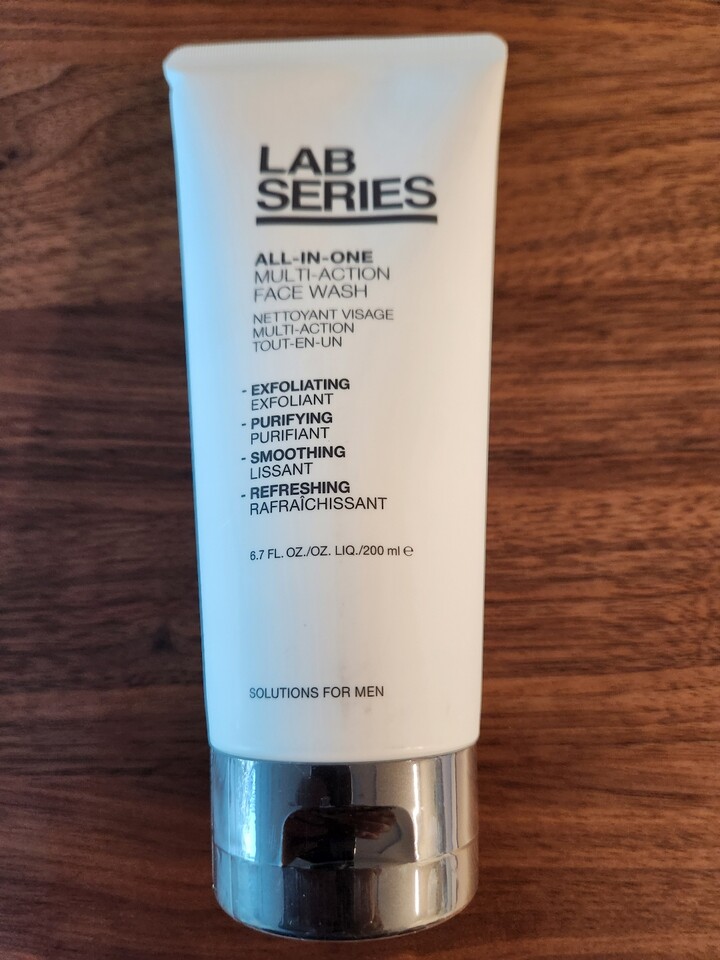 LAB
SERIES
ALL-IN-ONE
MULTI-ACTION
FACE WASH
NETTOYANT VISAGE
MULTI-ACTION
TOUT-EN-UN
- EXFOLIATING
EXFOLIANT
- PURIFYING
PURIFIANT
- SMOOTHING
LISSANT
- REFRESHING
RAFRAÎCHISSANT
6.7 FL. OZ./OZ. LIQ./200 ml ℮
SOLUTIONS FOR MEN